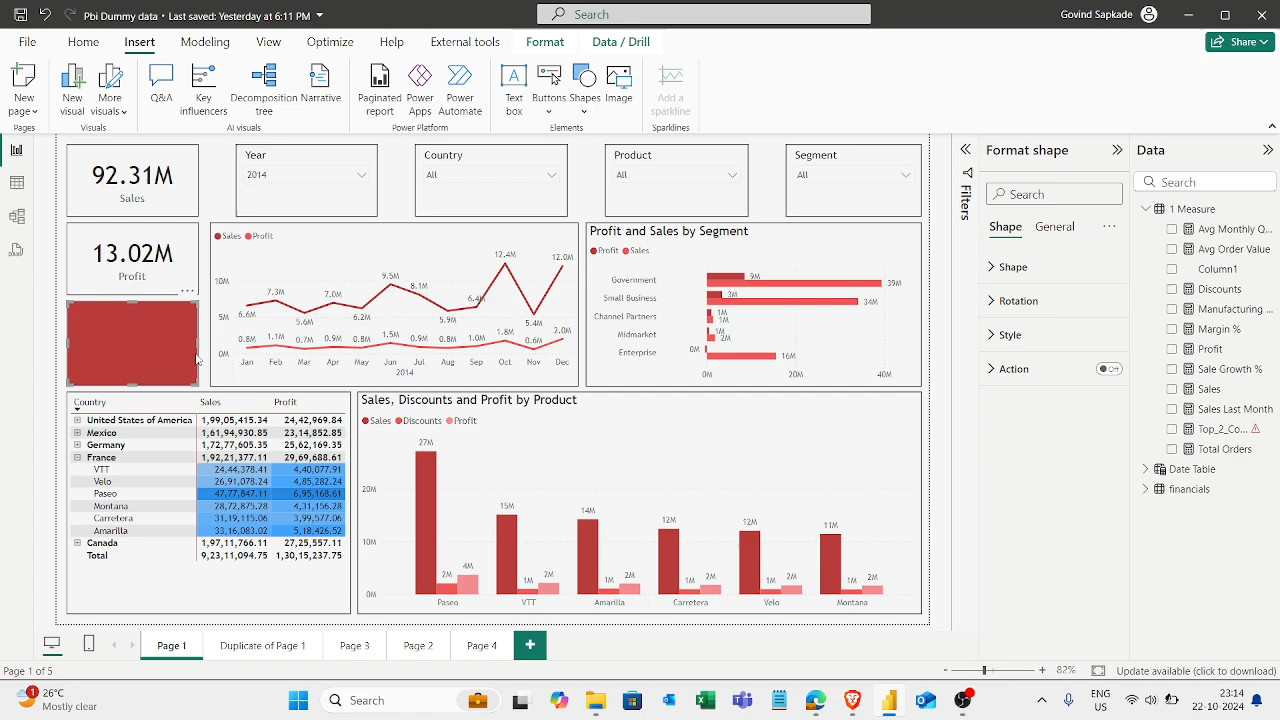 Phi Dinner • Last saved: Yesterday at 6:11 PM
Search
Govind Sarde
File
Home
Insert
Modeling
View
Optimize
Help
External tools
Format
Data / Drill
Share
New page
New visual
More visuals
Q&A
Key influencers
Decomposition tree
Narrative
Paginated report
Power Apps
Power Automate
Text box
Buttons
Shapes
Image
Add a sparkline
Pages
Visuals
AI visuals
Power Platform
Elements
Sparklines
92.31M
Sales
Year
2014
Country
All
Product
All
Segment
All
13.02M
Profit
Sales Profit
10M
5M
0M
6.6M 7.3M 5.6M 7.0M 6.2M 9.5M 8.1M 5.9M 6.4M 12.4M 5.4M 12.0M
0.8M 1.1M 0.7M 0.9M 0.8M 1.5M 0.9M 0.8M 1.0M 1.8M 0.6M 2.0M
Jan Feb Mar Apr May Jun Jul Aug Sep Oct Nov Dec
2014
Profit and Sales by Segment
Profit Sales
Government 9M 39M
Small Business 3M 34M
Channel Partners 1M 1M
Midmarket 1M 2M
Enterprise 0M 16M
0M 20M 40M
Country Sales Profit
United States of America 1,99,05,415.34 24,42,969.84
Mexico 1,61,94,930.85 23,14,852.85
Germany 1,72,77,605.35 25,62,169.35
France 1,92,21,377.11 29,69,688.61
VTT 24,44,378.41 4,40,077.91
Velo 26,91,078.24 4,85,282.24
Paseo 47,77,847.11 6,95,168.61
Montana 28,72,875.28 4,31,156.28
Carretera 31,19,115.06 3,99,577.06
Amarilla 33,16,083.02 5,18,426.52
Canada 1,97,11,766.11 27,25,557.11
Total 9,23,11,094.75 1,30,15,237.75
Sales, Discounts and Profit by Product
Sales Discounts Profit
20M
10M
0M
27M 2M 4M
15M 1M 2M
14M 1M 2M
12M 1M 2M
12M 1M 2M
11M 1M 2M
Paseo VTT Amarilla Carretera Velo Montana
Filters
Format shape
Search
Shape
General
Shape
Rotation
Style
Action
Off
Data
Search
1 Measure
Avg Monthly Q...
Avg Order Value
Column1
Discounts
Manufacturing ...
Margin %
Profit
Sale Growth %
Sales
Sales Last Month
Top_2_Co...
Total Orders
Date Table
financials
Page 1
Duplicate of Page 1
Page 3
Page 2
Page 4
Page 1 of 5
82%
Update available (click to download)
1
26°C
Mostly clear
Search
ENG
US
23:14
22-10-2024